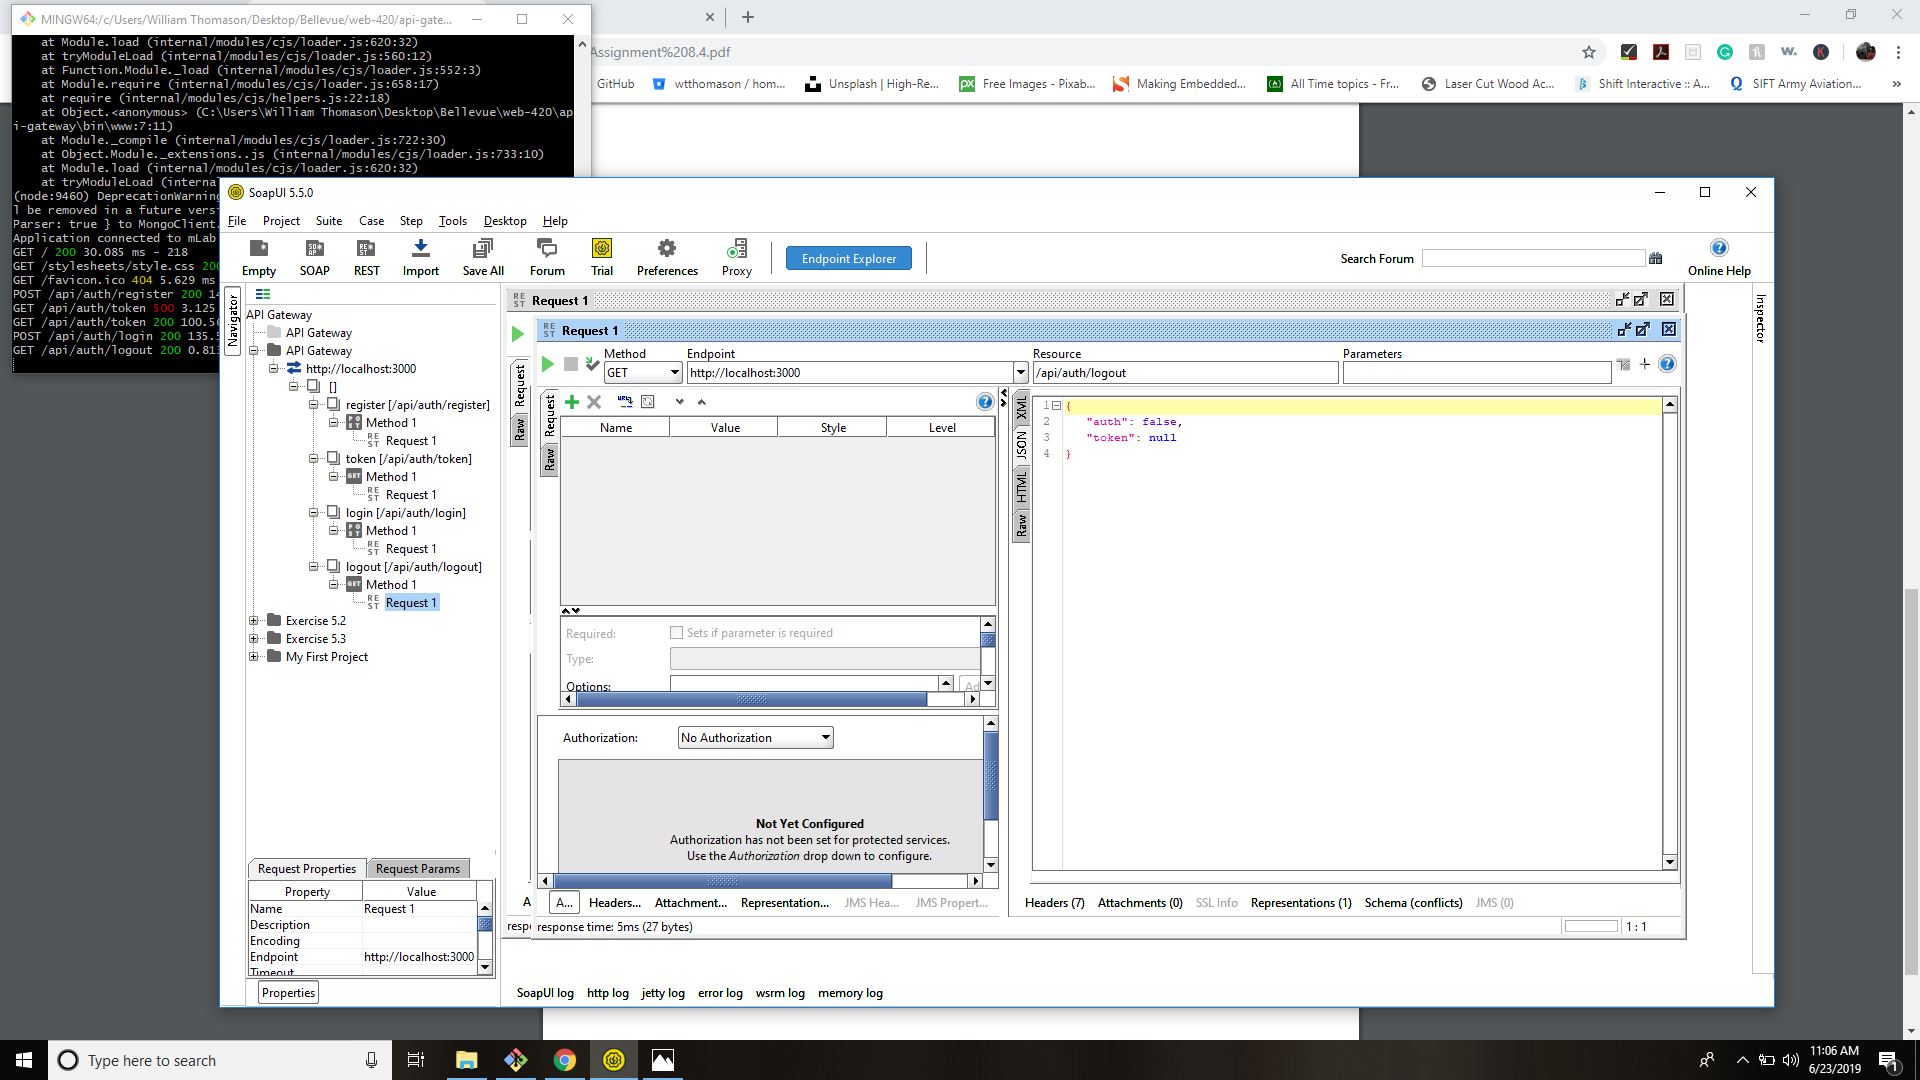 MINGW64:/c/Users/William Thomason/Desktop/Bellevue/web-420/api-gate...
at Module.load (internal/modules/cjs/loader.js:620:32)
at tryModuleLoad (internal/modules/cjs/loader.js:560:12)
at Function.Module._load (internal/modules/cjs/loader.js:552:3)
at Module.require (internal/modules/cjs/loader.js:658:17)
at require (internal/modules/cjs/helpers.js:22:18)
at Object.<anonymous> (C:\Users\William Thomason\Desktop\Bellevue\web-420\ap
i-gateway\bin\www:7:11)
at Module._compile (internal/modules/cjs/loader.js:722:30)
at Object.Module._extensions..js (internal/modules/cjs/loader.js:733:10)
at Module.load (internal/modules/cjs/loader.js:620:32)
at tryModuleLoad (interna
(node:9460) DeprecationWarning
l be removed in a future versi
Parser: true } to MongoClient.
Application connected to mLab
GET / 200 30.085 ms - 218
GET /stylesheets/style.css 200
GET /favicon.ico 404 5.629 ms
POST /api/auth/register 200 14
GET /api/auth/token 500 3.125
GET /api/auth/token 200 100.50
POST /api/auth/login 200 135.5
GET /api/auth/logout 200 0.81
Assignment%208.4.pdf
GitHub wtthomason / hom... Unsplash | High-Re... Free Images - Pixab... Making Embedded... All Time topics - Fr... Laser Cut Wood Ac... Shift Interactive :: A... SIFT Army Aviation... »
SoapUI 5.5.0
File Project Suite Case Step Tools Desktop Help
Empty SOAP REST Import Save All Forum Trial Preferences Proxy Endpoint Explorer Search Forum Online Help
Navigator
API Gateway
API Gateway
API Gateway
http://localhost:3000
[]
register [/api/auth/register]
POST Method 1
REST Request 1
token [/api/auth/token]
GET Method 1
REST Request 1
login [/api/auth/login]
POST Method 1
REST Request 1
logout [/api/auth/logout]
GET Method 1
REST Request 1
Exercise 5.2
Exercise 5.3
My First Project
Request Properties Request Params
Property Value
Name Request 1
Description
Encoding
Endpoint http://localhost:3000
Timeout
Properties
REST Request 1
Request
Raw
REST Request 1
Method Endpoint Resource Parameters
GET http://localhost:3000 /api/auth/logout
Request
Raw
Name Value Style Level
Required: Sets if parameter is required
Type:
Options: Ad
Authorization: No Authorization
Not Yet Configured
Authorization has not been set for protected services.
Use the Authorization drop down to configure.
A A... Headers... Attachment... Representation... JMS Hea... JMS Propert...
respo response time: 5ms (27 bytes)
XML
JSON
HTML
Raw
1 {
2 "auth": false,
3 "token": null
4 }
Headers (7) Attachments (0) SSL Info Representations (1) Schema (conflicts) JMS (0)
1 : 1
Inspector
SoapUI log http log jetty log error log wsrm log memory log
Type here to search
11:06 AM
6/23/2019
1